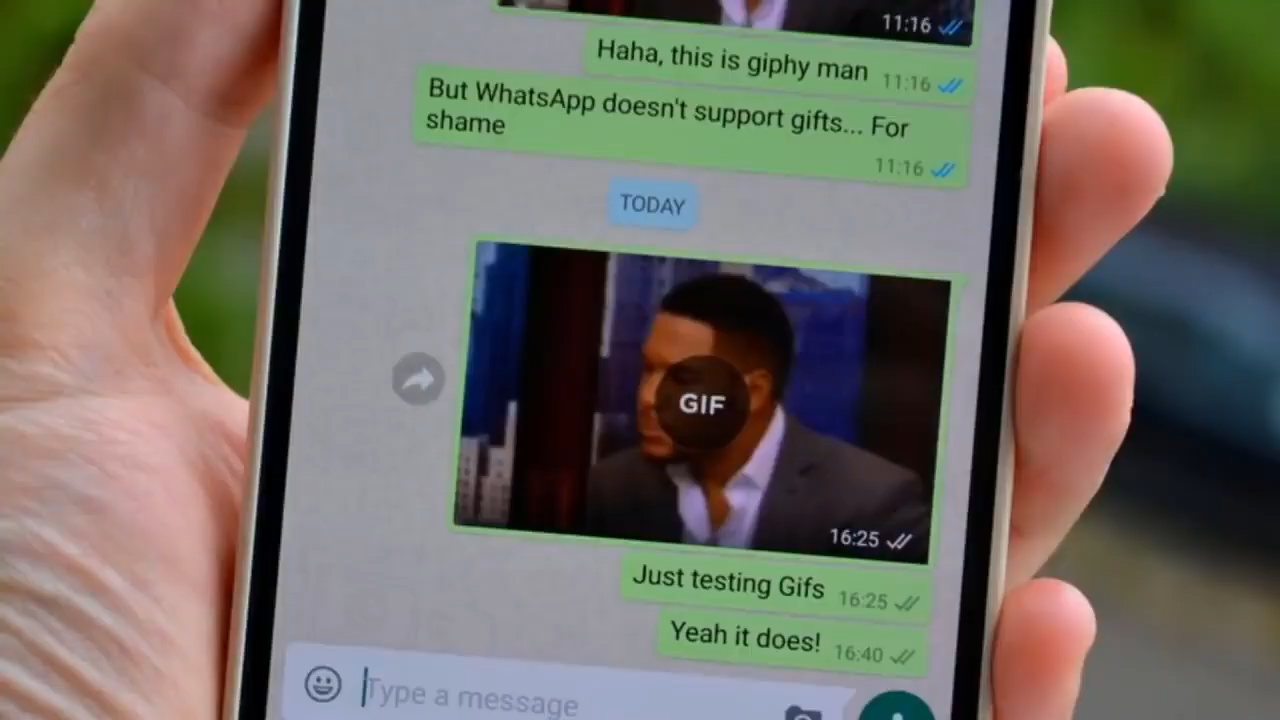 11:16
Haha, this is giphy man 11:16
But WhatsApp doesn't support gifts... For
shame
11:16
TODAY
GIF
16:25
Just testing Gifs 16:25
Yeah it does! 16:40
Type a message